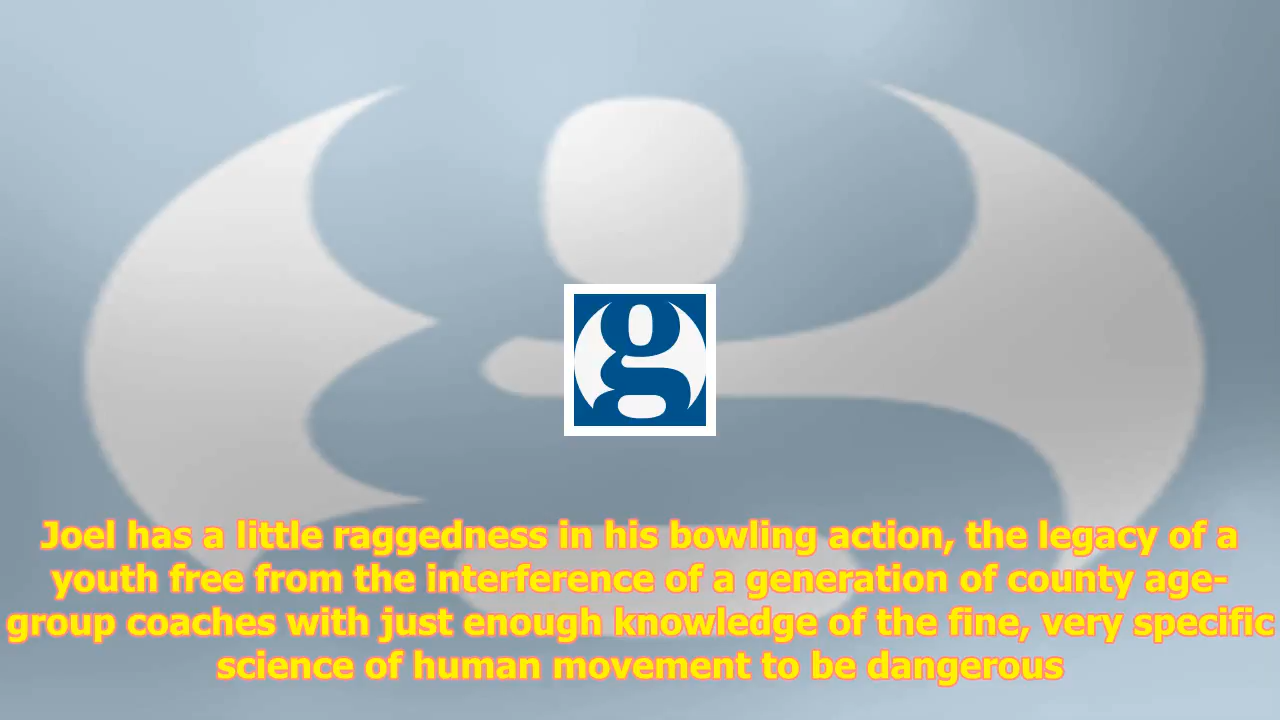 g
Joel has a little raggedness in his bowling action, the legacy of a
youth free from the interference of a generation of county age-
group coaches with just enough knowledge of the fine, very specific
science of human movement to be dangerous